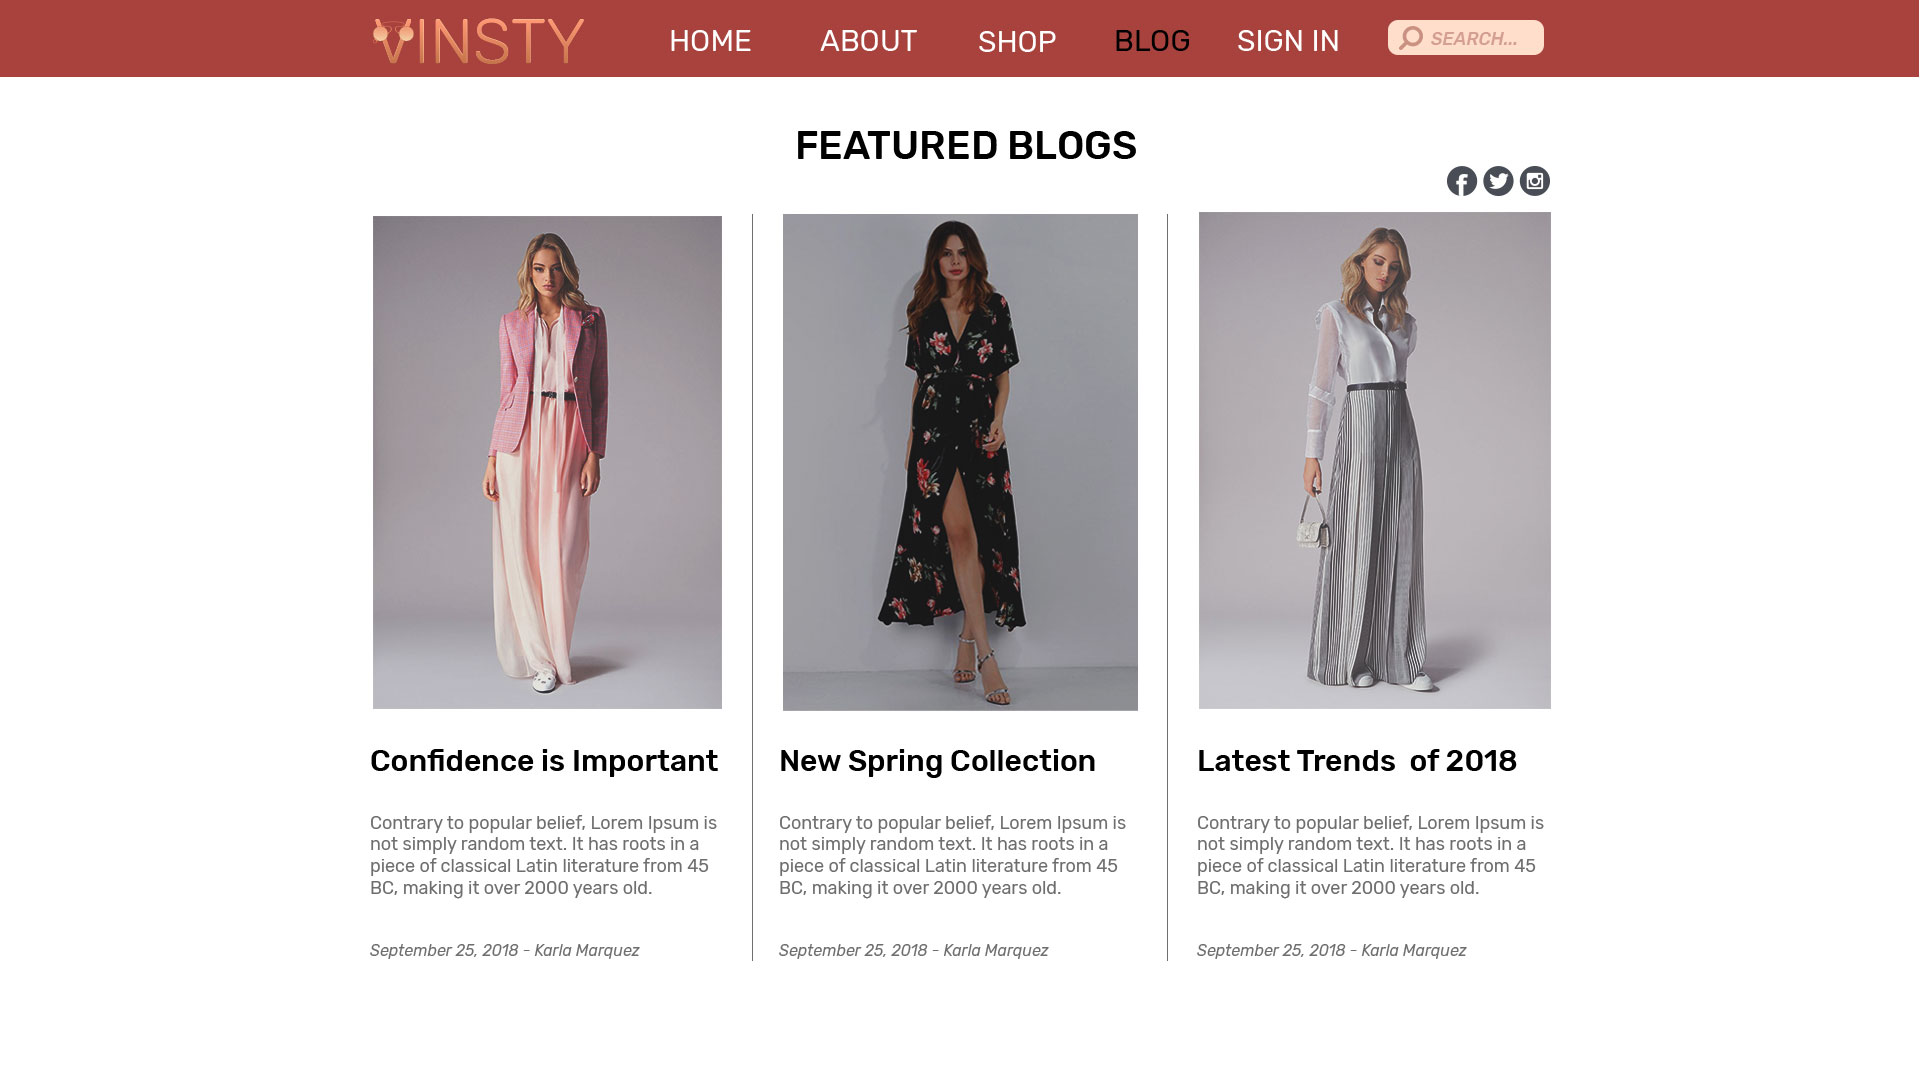 VINSTY
HOME
ABOUT
SHOP
BLOG
SIGN IN
SEARCH...
FEATURED BLOGS
Confidence is Important
Contrary to popular belief, Lorem Ipsum is
not simply random text. It has roots in a
piece of classical Latin literature from 45
BC, making it over 2000 years old.
September 25, 2018 - Karla Marquez
New Spring Collection
Contrary to popular belief, Lorem Ipsum is
not simply random text. It has roots in a
piece of classical Latin literature from 45
BC, making it over 2000 years old.
September 25, 2018 - Karla Marquez
Latest Trends  of 2018
Contrary to popular belief, Lorem Ipsum is
not simply random text. It has roots in a
piece of classical Latin literature from 45
BC, making it over 2000 years old.
September 25, 2018 - Karla Marquez